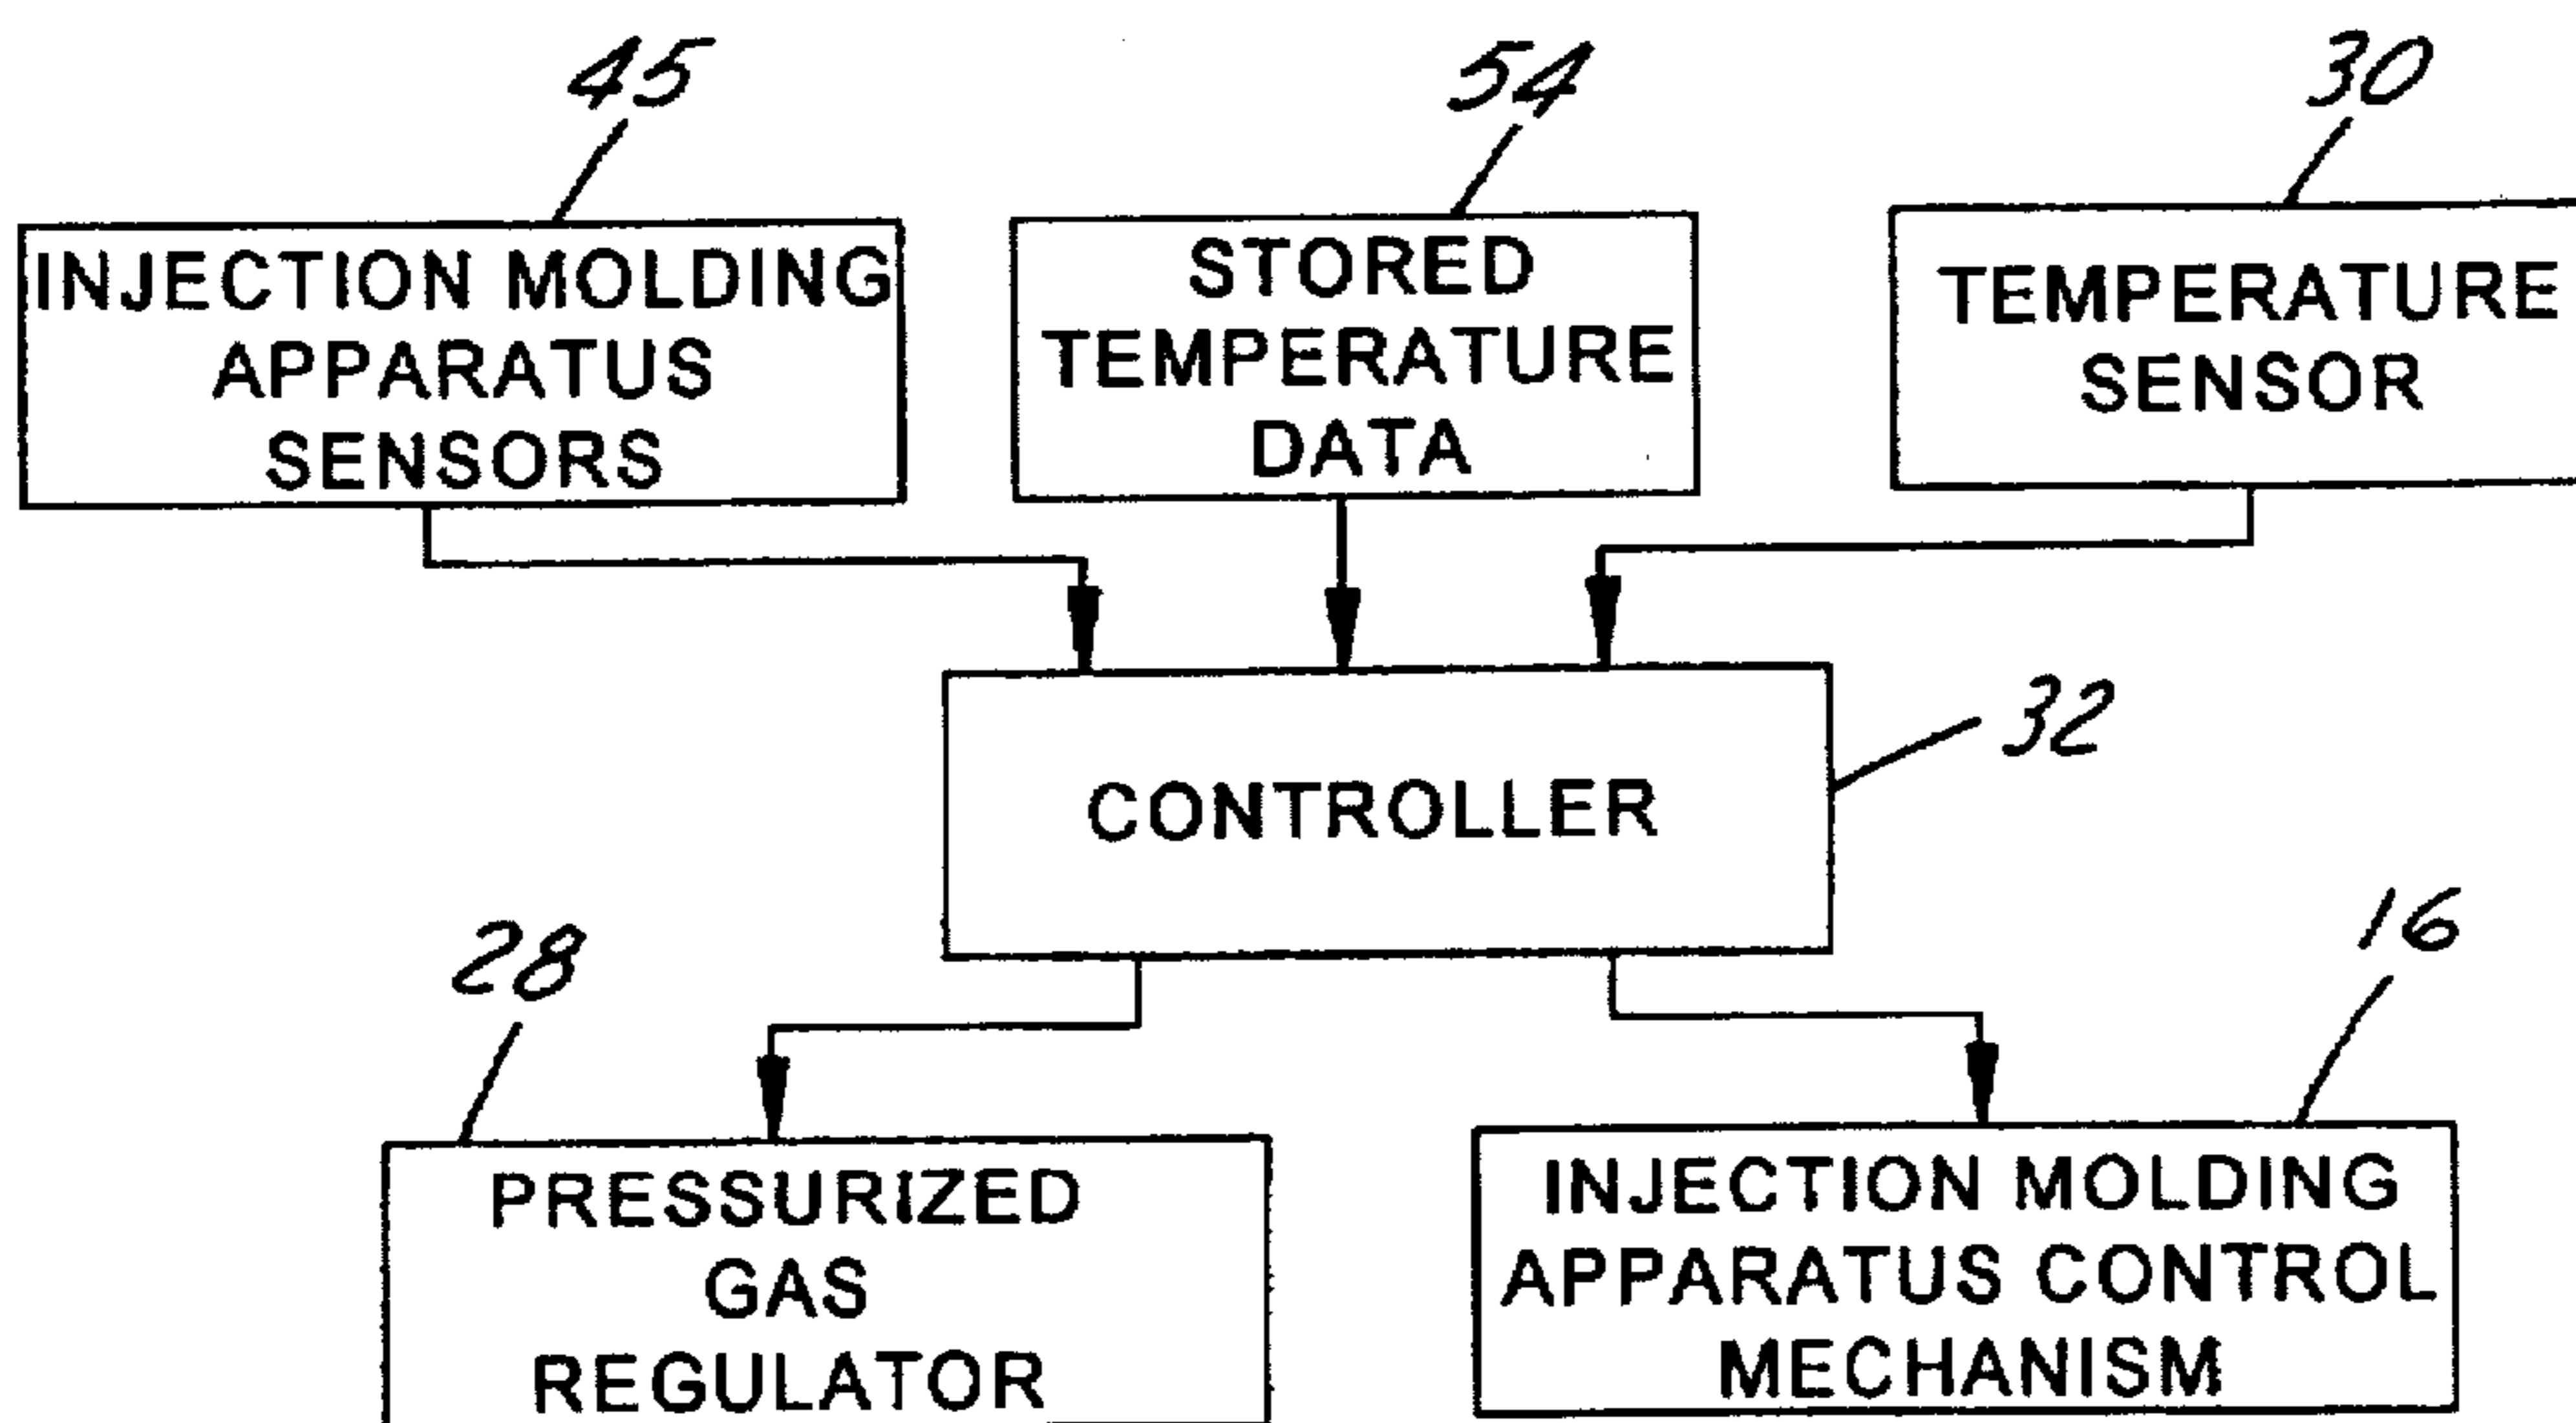 45
54
30
INJECTION MOLDING
APPARATUS
SENSORS
STORED
TEMPERATURE
DATA
TEMPERATURE
SENSOR
CONTROLLER
32
28
16
PRESSURIZED
GAS
REGULATOR
INJECTION MOLDING
APPARATUS CONTROL
MECHANISM